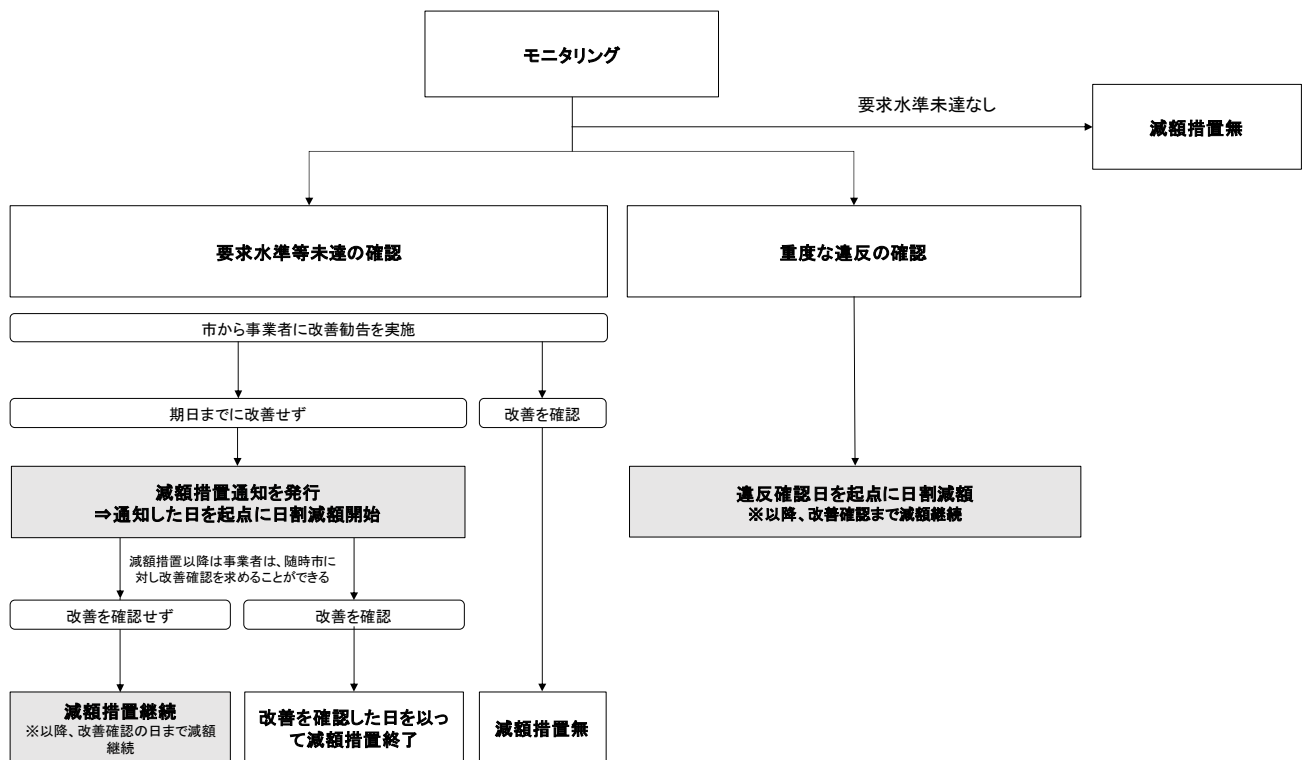 モニタリング
要求水準未達なし
減額措置無
要求水準等未達の確認
重度な違反の確認
市から事業者に改善勧告を実施
期日までに改善せず
改善を確認
減額措置通知を発行
⇒通知した日を起点に日割減額開始
違反確認日を起点に日割減額
※以降、改善確認まで減額継続
減額措置以降は事業者は、随時市に
対し改善確認を求めることができる
改善を確認せず
改善を確認
減額措置継続
※以降、改善確認の日まで減額
継続
改善を確認した日を以っ
て減額措置終了
減額措置無